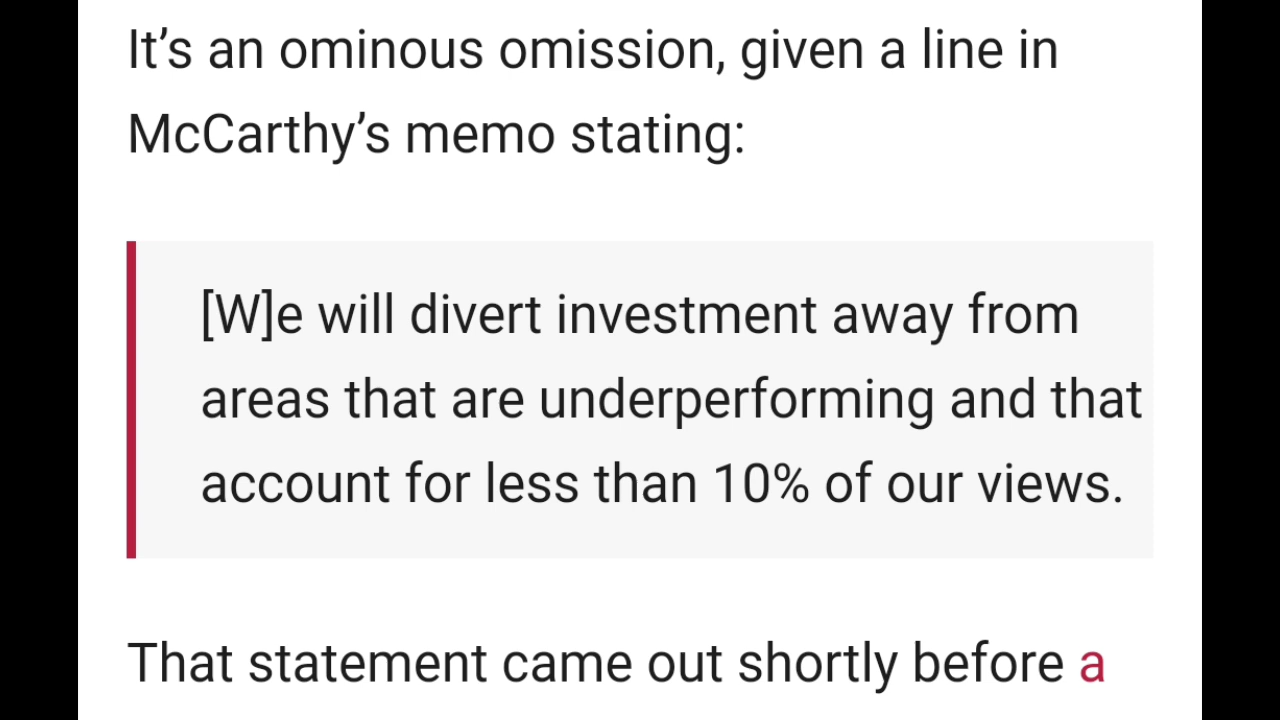 It’s an ominous omission, given a line in
McCarthy’s memo stating:
[W]e will divert investment away from
areas that are underperforming and that
account for less than 10% of our views.
That statement came out shortly before a